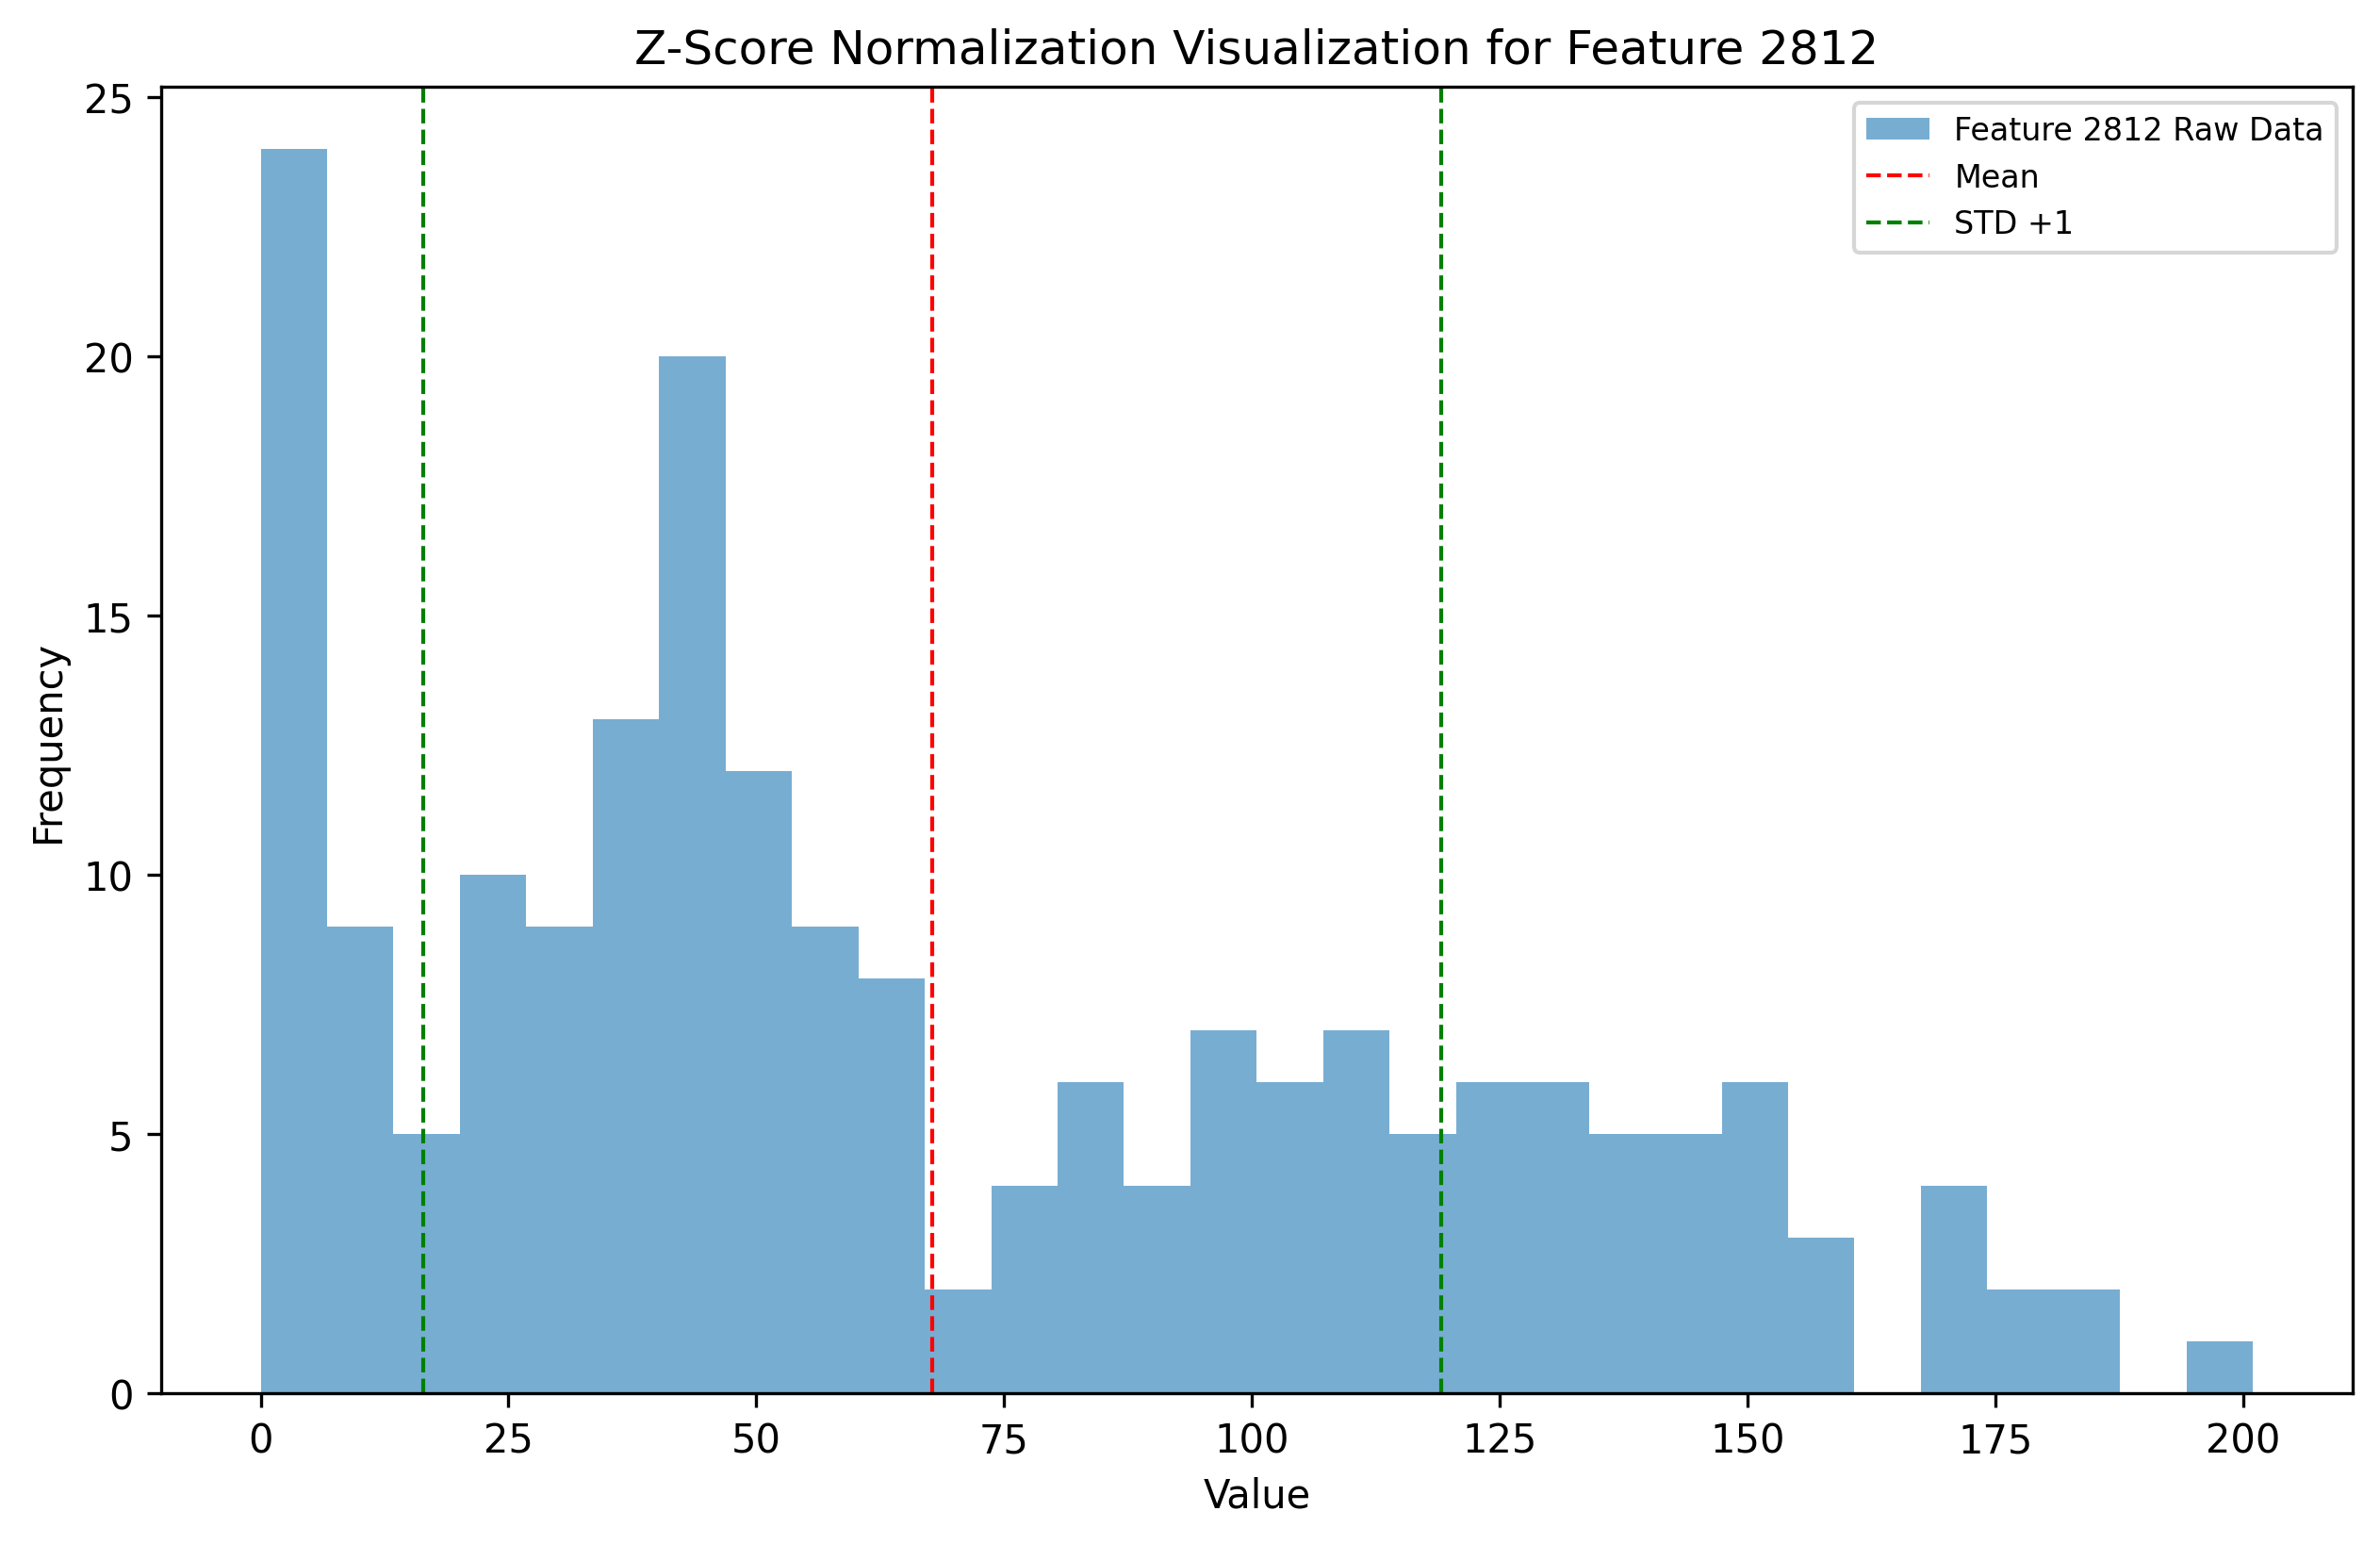 Z-Score Normalization Visualization for Feature 2812
Feature 2812 Raw Data
Mean
STD +1
25
20
15
10
5
0
Frequency
0 25 50 75 100 125 150 175 200
Value